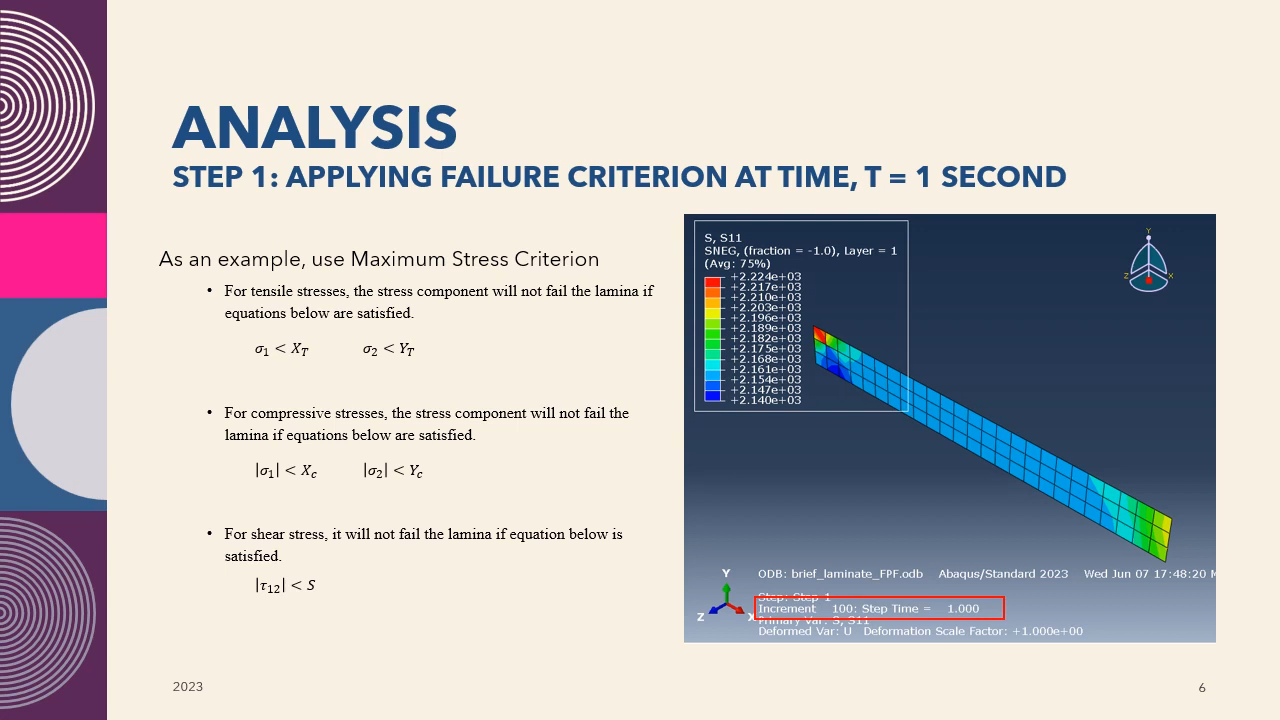 ANALYSIS
STEP 1: APPLYING FAILURE CRITERION AT TIME, T = 1 SECOND
As an example, use Maximum Stress Criterion
• For tensile stresses, the stress component will not fail the lamina if
equations below are satisfied.
σ₁ < X_T σ₂ < Y_T
• For compressive stresses, the stress component will not fail the
lamina if equations below are satisfied.
|σ₁| < X_c |σ₂| < Y_c
• For shear stress, it will not fail the lamina if equation below is
satisfied.
|τ₁₂| < S
S, S11
SNEG, (fraction = -1.0), Layer = 1
(Avg: 75%)
+2.224e+03
+2.217e+03
+2.210e+03
+2.203e+03
+2.196e+03
+2.189e+03
+2.182e+03
+2.175e+03
+2.168e+03
+2.161e+03
+2.154e+03
+2.147e+03
+2.140e+03
Y
Z X
Y
Z X
ODB: brief_laminate_FPF.odb Abaqus/Standard 2023 Wed Jun 07 17:48:20 M
Step: Step-1
Increment 100: Step Time = 1.000
Primary Var: S, S11
Deformed Var: U Deformation Scale Factor: +1.000e+00
2023
6